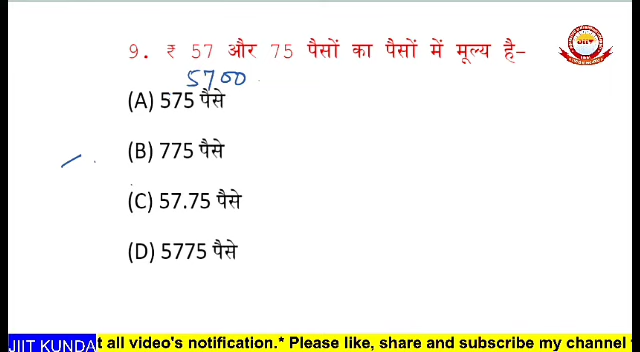 9. ₹ 57 और 75 पैसों का पैसों में मूल्य है-
5700
(A) 575 पैसे
(B) 775 पैसे
(C) 57.75 पैसे
(D) 5775 पैसे
JIIT KUNDA
t all video's notification.* Please like, share and subscribe my channel